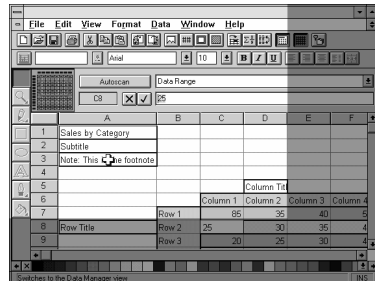 File Edit View Format Data Window Help
Arial 10 B I U
Autoscan Data Range
C8 25
A B C D E F
1 Sales by Category
2 Subtitle
3 Note: This footnote
4
5 Column Titl
6 Column 1 Column 2 Column 3 Column 4
7 Row 1 85 35 40 5
8 Row Title Row 2 25 30 35 4
9 Row 3 20 25 30 4
Switches to the Data Manager view INS